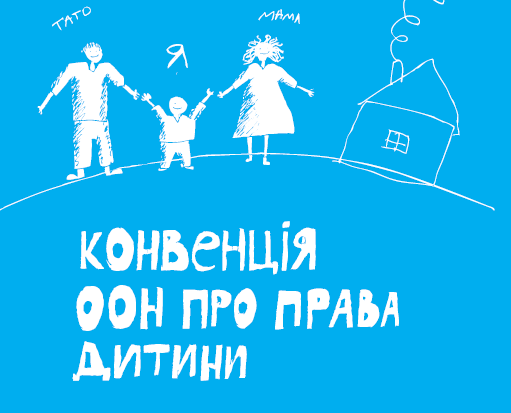 ТАТО
Я
МАМА
КОНВЕНЦІЯ
ООН ПРО ПРАВА
ДИТИНИ